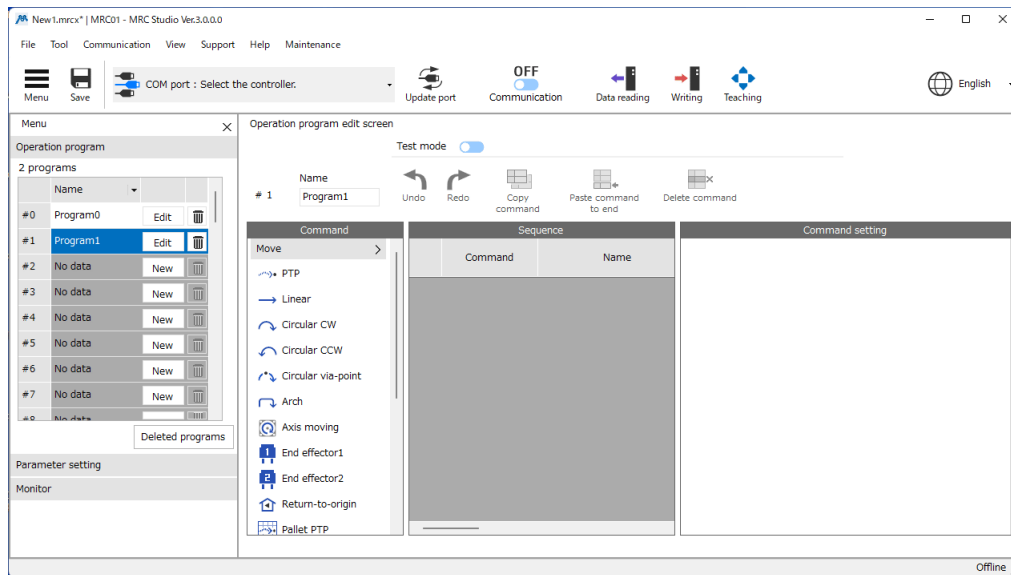 New1.mrcx* | MRC01 - MRC Studio Ver.3.0.0.0
File Tool Communication View Support Help Maintenance
Menu
Save
COM port : Select the controller.
Update port
OFF
Communication
Data reading
Writing
Teaching
English
Menu
Operation program
2 programs
Name
#0 Program0 Edit
#1 Program1 Edit
#2 No data New
#3 No data New
#4 No data New
#5 No data New
#6 No data New
#7 No data New
#8 No data
Deleted programs
Parameter setting
Monitor
Operation program edit screen
Test mode
# 1
Name
Program1
Undo
Redo
Copy
command
Paste command
to end
Delete command
Command
Move
PTP
Linear
Circular CW
Circular CCW
Circular via-point
Arch
Axis moving
1 End effector1
2 End effector2
Return-to-origin
Pallet PTP
Sequence
Command Name
Command setting
Offline